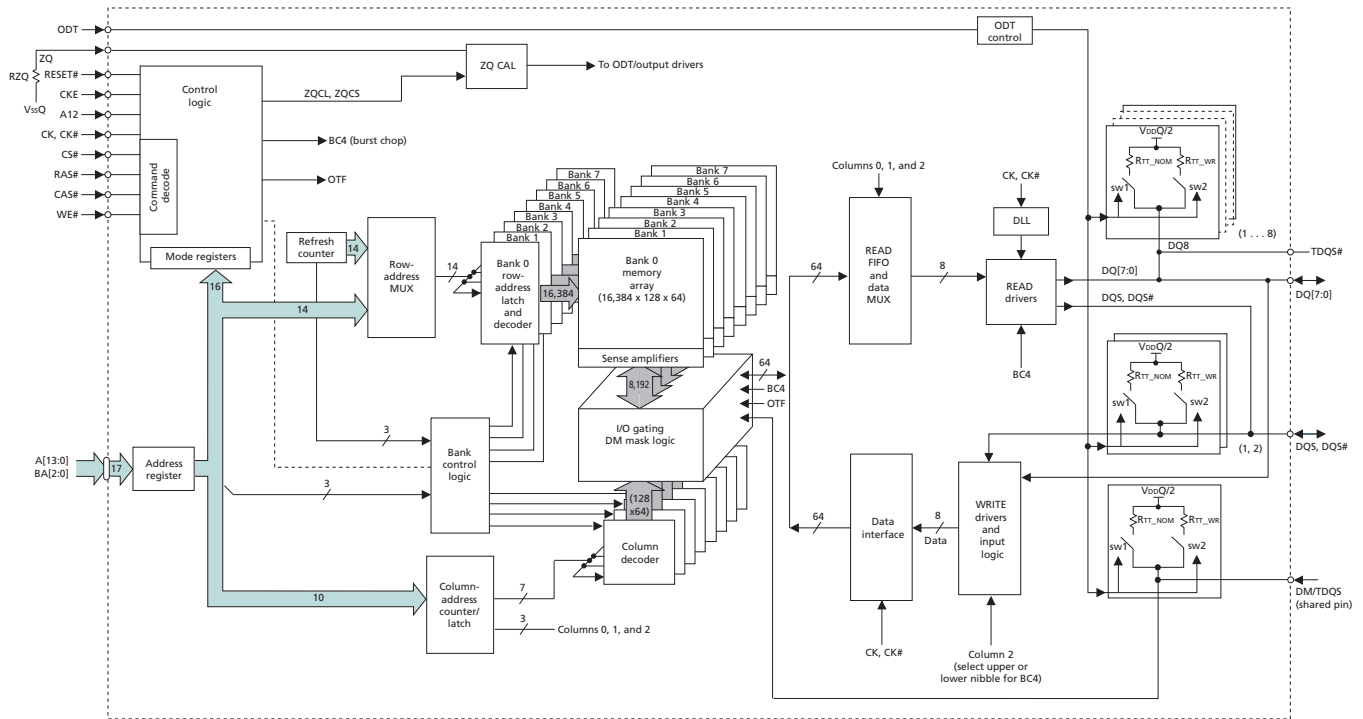 ODT
ODT
control
ZQ
RZQ
VSSQ
RESET#
CKE
A12
CK, CK#
CS#
RAS#
CAS#
WE#
Control
logic
Command
decode
Mode registers
ZQ CAL
To ODT/output drivers
ZQCL, ZQCS
BC4 (burst chop)
OTF
Refresh
counter
14
Row-
address
MUX
14
16
14
Bank 7
Bank 6
Bank 5
Bank 4
Bank 3
Bank 2
Bank 1
Bank 0
row-
address
latch
and
decoder
16,384
Bank 7
Bank 6
Bank 5
Bank 4
Bank 3
Bank 2
Bank 1
Bank 0
memory
array
(16,384 x 128 x 64)
Sense amplifiers
8,192
I/O gating
DM mask logic
64
BC4
OTF
(128
x64)
Column
decoder
A[13:0]
BA[2:0]
17
Address
register
3
3
Bank
control
logic
10
Column-
address
counter/
latch
7
3
Columns 0, 1, and 2
Columns 0, 1, and 2
64
READ
FIFO
and
data
MUX
8
CK, CK#
DLL
READ
drivers
BC4
DQ[7:0]
DQS, DQS#
64
Data
interface
CK, CK#
8
Data
WRITE
drivers
and
input
logic
Column 2
(select upper or
lower nibble for BC4)
VDDQ/2
RTT_NOM
RTT_WR
sw1
sw2
(1 . . . 8)
DQ8
TDQS#
DQ[7:0]
VDDQ/2
RTT_NOM
RTT_WR
sw1
sw2
(1, 2)
DQS, DQS#
VDDQ/2
RTT_NOM
RTT_WR
sw1
sw2
DM/TDQS
(shared pin)